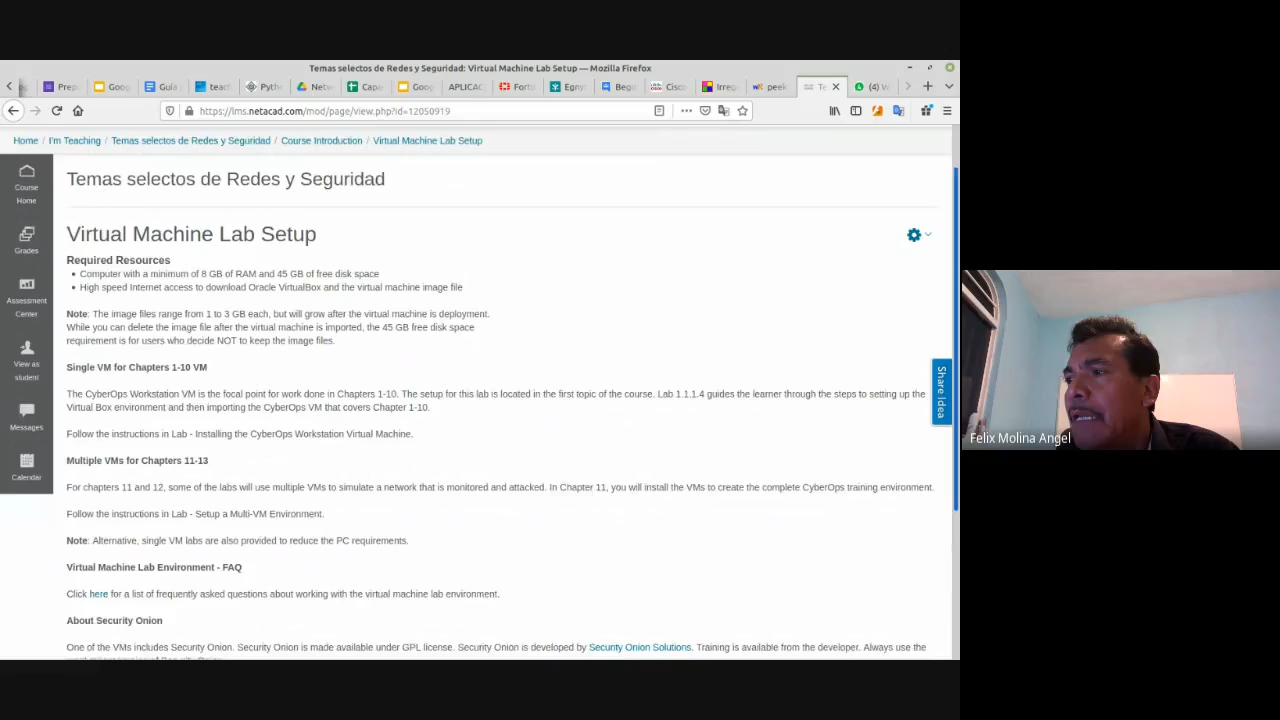 Temas selectos de Redes y Seguridad: Virtual Machine Lab Setup — Mozilla Firefox
Prep Goog Guía teac Pytho Netw Capa Goog APLICAC Forti Egny Begi Cisco Irreg peek Te (4) W
https://lms.netacad.com/mod/page/view.php?id=12050919
Home / I'm Teaching / Temas selectos de Redes y Seguridad / Course Introduction / Virtual Machine Lab Setup
Course
Home
Grades
Assessment
Center
View as
student
Messages
Calendar
Temas selectos de Redes y Seguridad
Virtual Machine Lab Setup
Required Resources
• Computer with a minimum of 8 GB of RAM and 45 GB of free disk space
• High speed Internet access to download Oracle VirtualBox and the virtual machine image file
Note: The image files range from 1 to 3 GB each, but will grow after the virtual machine is deployment.
While you can delete the image file after the virtual machine is imported, the 45 GB free disk space
requirement is for users who decide NOT to keep the image files.
Single VM for Chapters 1-10 VM
The CyberOps Workstation VM is the focal point for work done in Chapters 1-10. The setup for this lab is located in the first topic of the course. Lab 1.1.1.4 guides the learner through the steps to setting up the
Virtual Box environment and then importing the CyberOps VM that covers Chapter 1-10.
Follow the instructions in Lab - Installing the CyberOps Workstation Virtual Machine.
Multiple VMs for Chapters 11-13
For chapters 11 and 12, some of the labs will use multiple VMs to simulate a network that is monitored and attacked. In Chapter 11, you will install the VMs to create the complete CyberOps training environment.
Follow the instructions in Lab - Setup a Multi-VM Environment.
Note: Alternative, single VM labs are also provided to reduce the PC requirements.
Virtual Machine Lab Environment - FAQ
Click here for a list of frequently asked questions about working with the virtual machine lab environment.
About Security Onion
One of the VMs includes Security Onion. Security Onion is made available under GPL license. Security Onion is developed by Security Onion Solutions. Training is available from the developer. Always use the
Share Idea
Felix Molina Angel